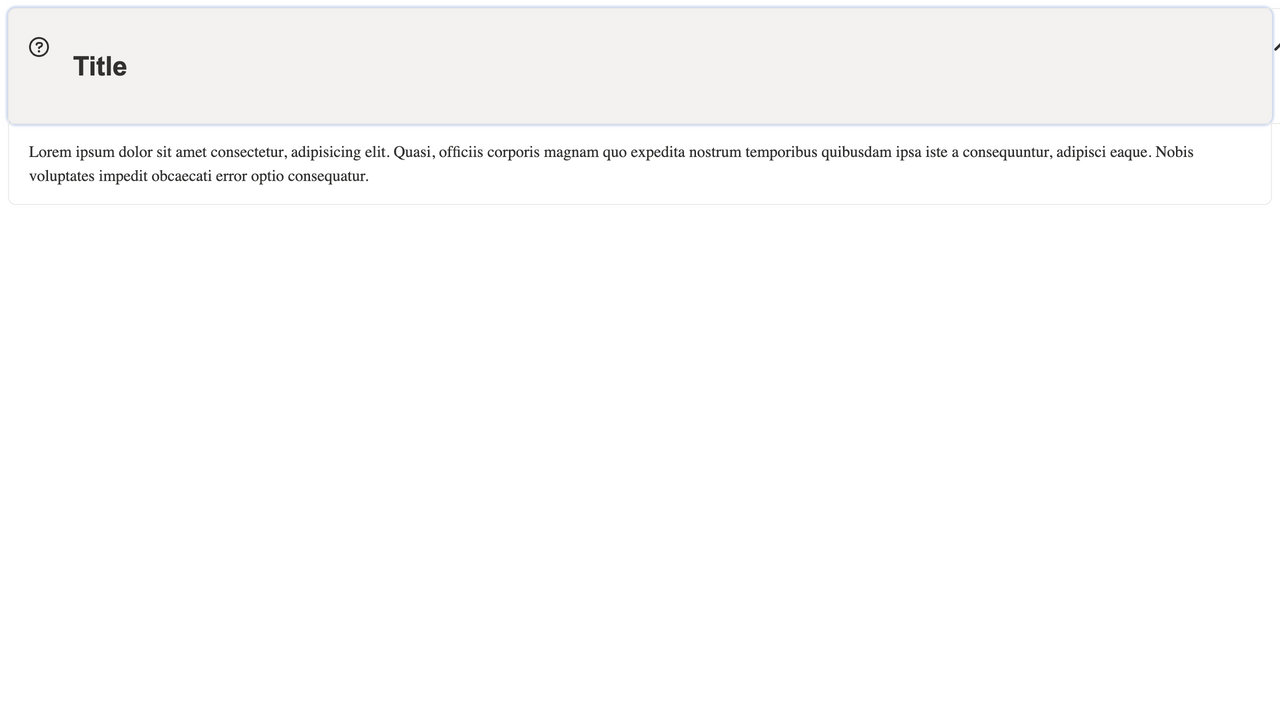 Title
Lorem ipsum dolor sit amet consectetur, adipisicing elit. Quasi, officiis corporis magnam quo expedita nostrum temporibus quibusdam ipsa iste a consequuntur, adipisci eaque. Nobis
voluptates impedit obcaecati error optio consequatur.